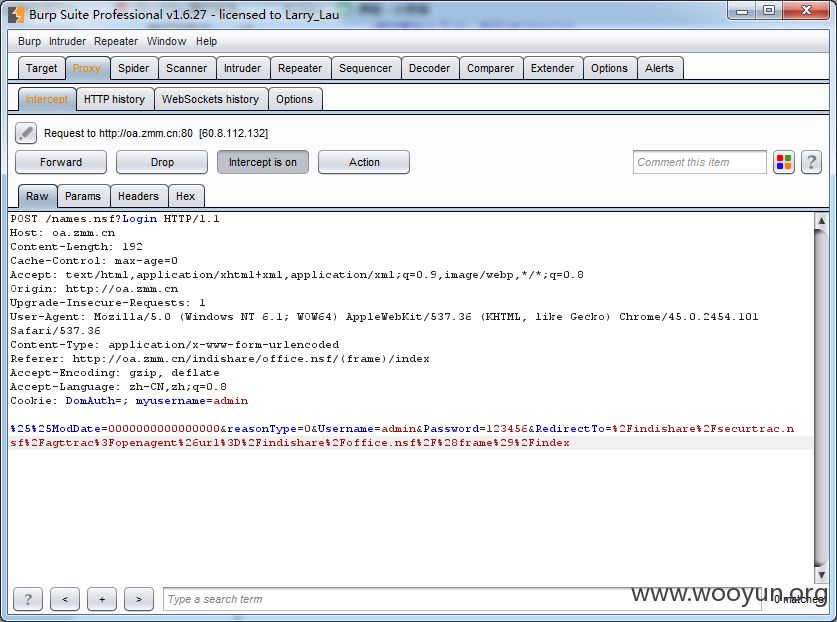 Burp Suite Professional v1.6.27 - licensed to Larry_Lau
Burp Intruder Repeater Window Help
Target Proxy Spider Scanner Intruder Repeater Sequencer Decoder Comparer Extender Options Alerts
Intercept HTTP history WebSockets history Options
Request to http://oa.zmm.cn:80 [60.8.112.132]
Forward Drop Intercept is on Action Comment this item ?
Raw Params Headers Hex
POST /names.nsf?Login HTTP/1.1
Host: oa.zmm.cn
Content-Length: 192
Cache-Control: max-age=0
Accept: text/html,application/xhtml+xml,application/xml;q=0.9,image/webp,*/*;q=0.8
Origin: http://oa.zmm.cn
Upgrade-Insecure-Requests: 1
User-Agent: Mozilla/5.0 (Windows NT 6.1; WOW64) AppleWebKit/537.36 (KHTML, like Gecko) Chrome/45.0.2454.101
Safari/537.36
Content-Type: application/x-www-form-urlencoded
Referer: http://oa.zmm.cn/indishare/office.nsf/(frame)/index
Accept-Encoding: gzip, deflate
Accept-Language: zh-CN,zh;q=0.8
Cookie: DomAuth=; myusername=admin
%25%25ModDate=0000000000000000&reasonType=0&Username=admin&Password=123456&RedirectTo=%2Findishare%2Fsecurtrac.n
sf%2Fagttrac%3Fopenagent%26url%3D%2Findishare%2Foffice.nsf%2F%28frame%29%2Findex
? < + > Type a search term 0 matches
www.wooyun.org